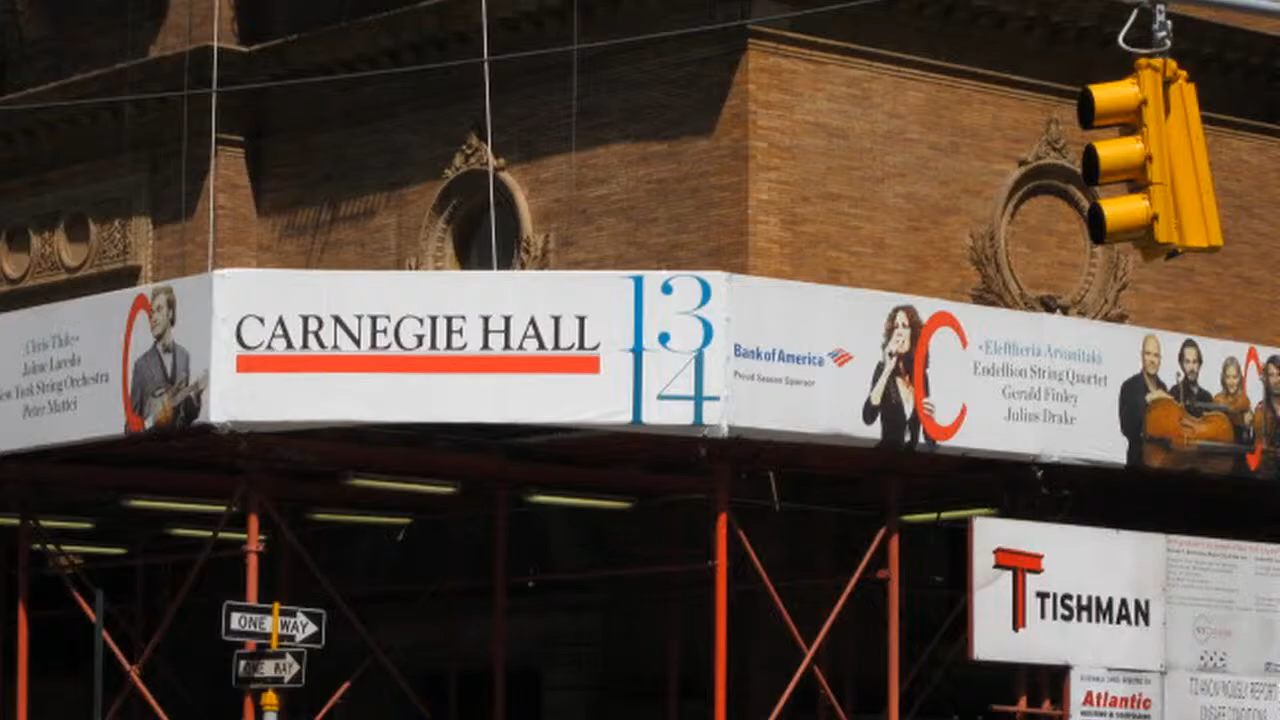 Chris Thile
Jaime Laredo
New York String Orchestra
Peter Mattei
CARNEGIE HALL
13
14
Bank of America
Proud Season Sponsor
Eleftheria Arvanitaki
Endellion String Quartet
Gerald Finley
Julius Drake
ONE WAY
ONE WAY
T TISHMAN
Atlantic